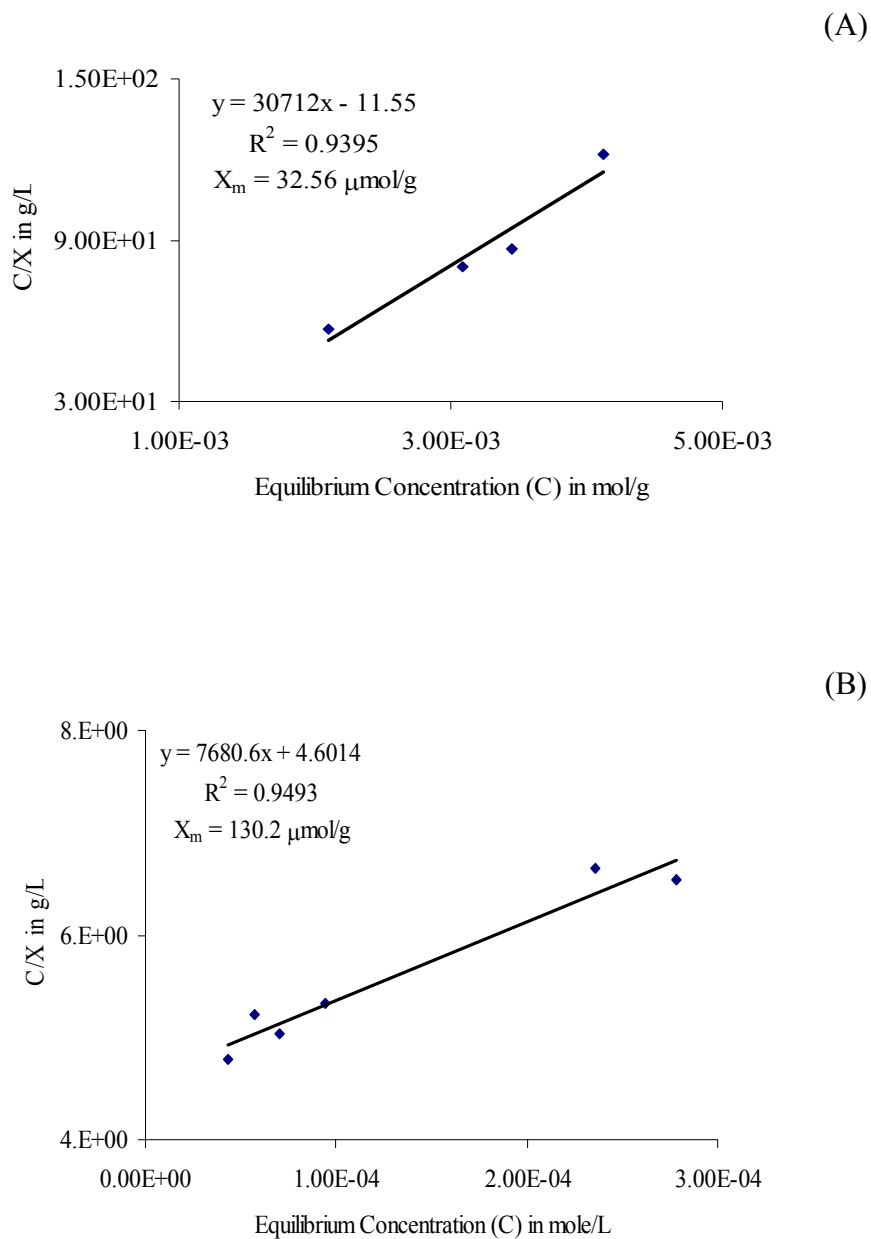 (A)
1.50E+02
y = 30712x - 11.55
R² = 0.9395
Xm = 32.56 μmol/g
9.00E+01
C/X in g/L
3.00E+01
1.00E-03 3.00E-03 5.00E-03
Equilibrium Concentration (C) in mol/g
(B)
8.E+00
y = 7680.6x + 4.6014
R² = 0.9493
Xm = 130.2 μmol/g
6.E+00
C/X in g/L
4.E+00
0.00E+00 1.00E-04 2.00E-04 3.00E-04
Equilibrium Concentration (C) in mole/L